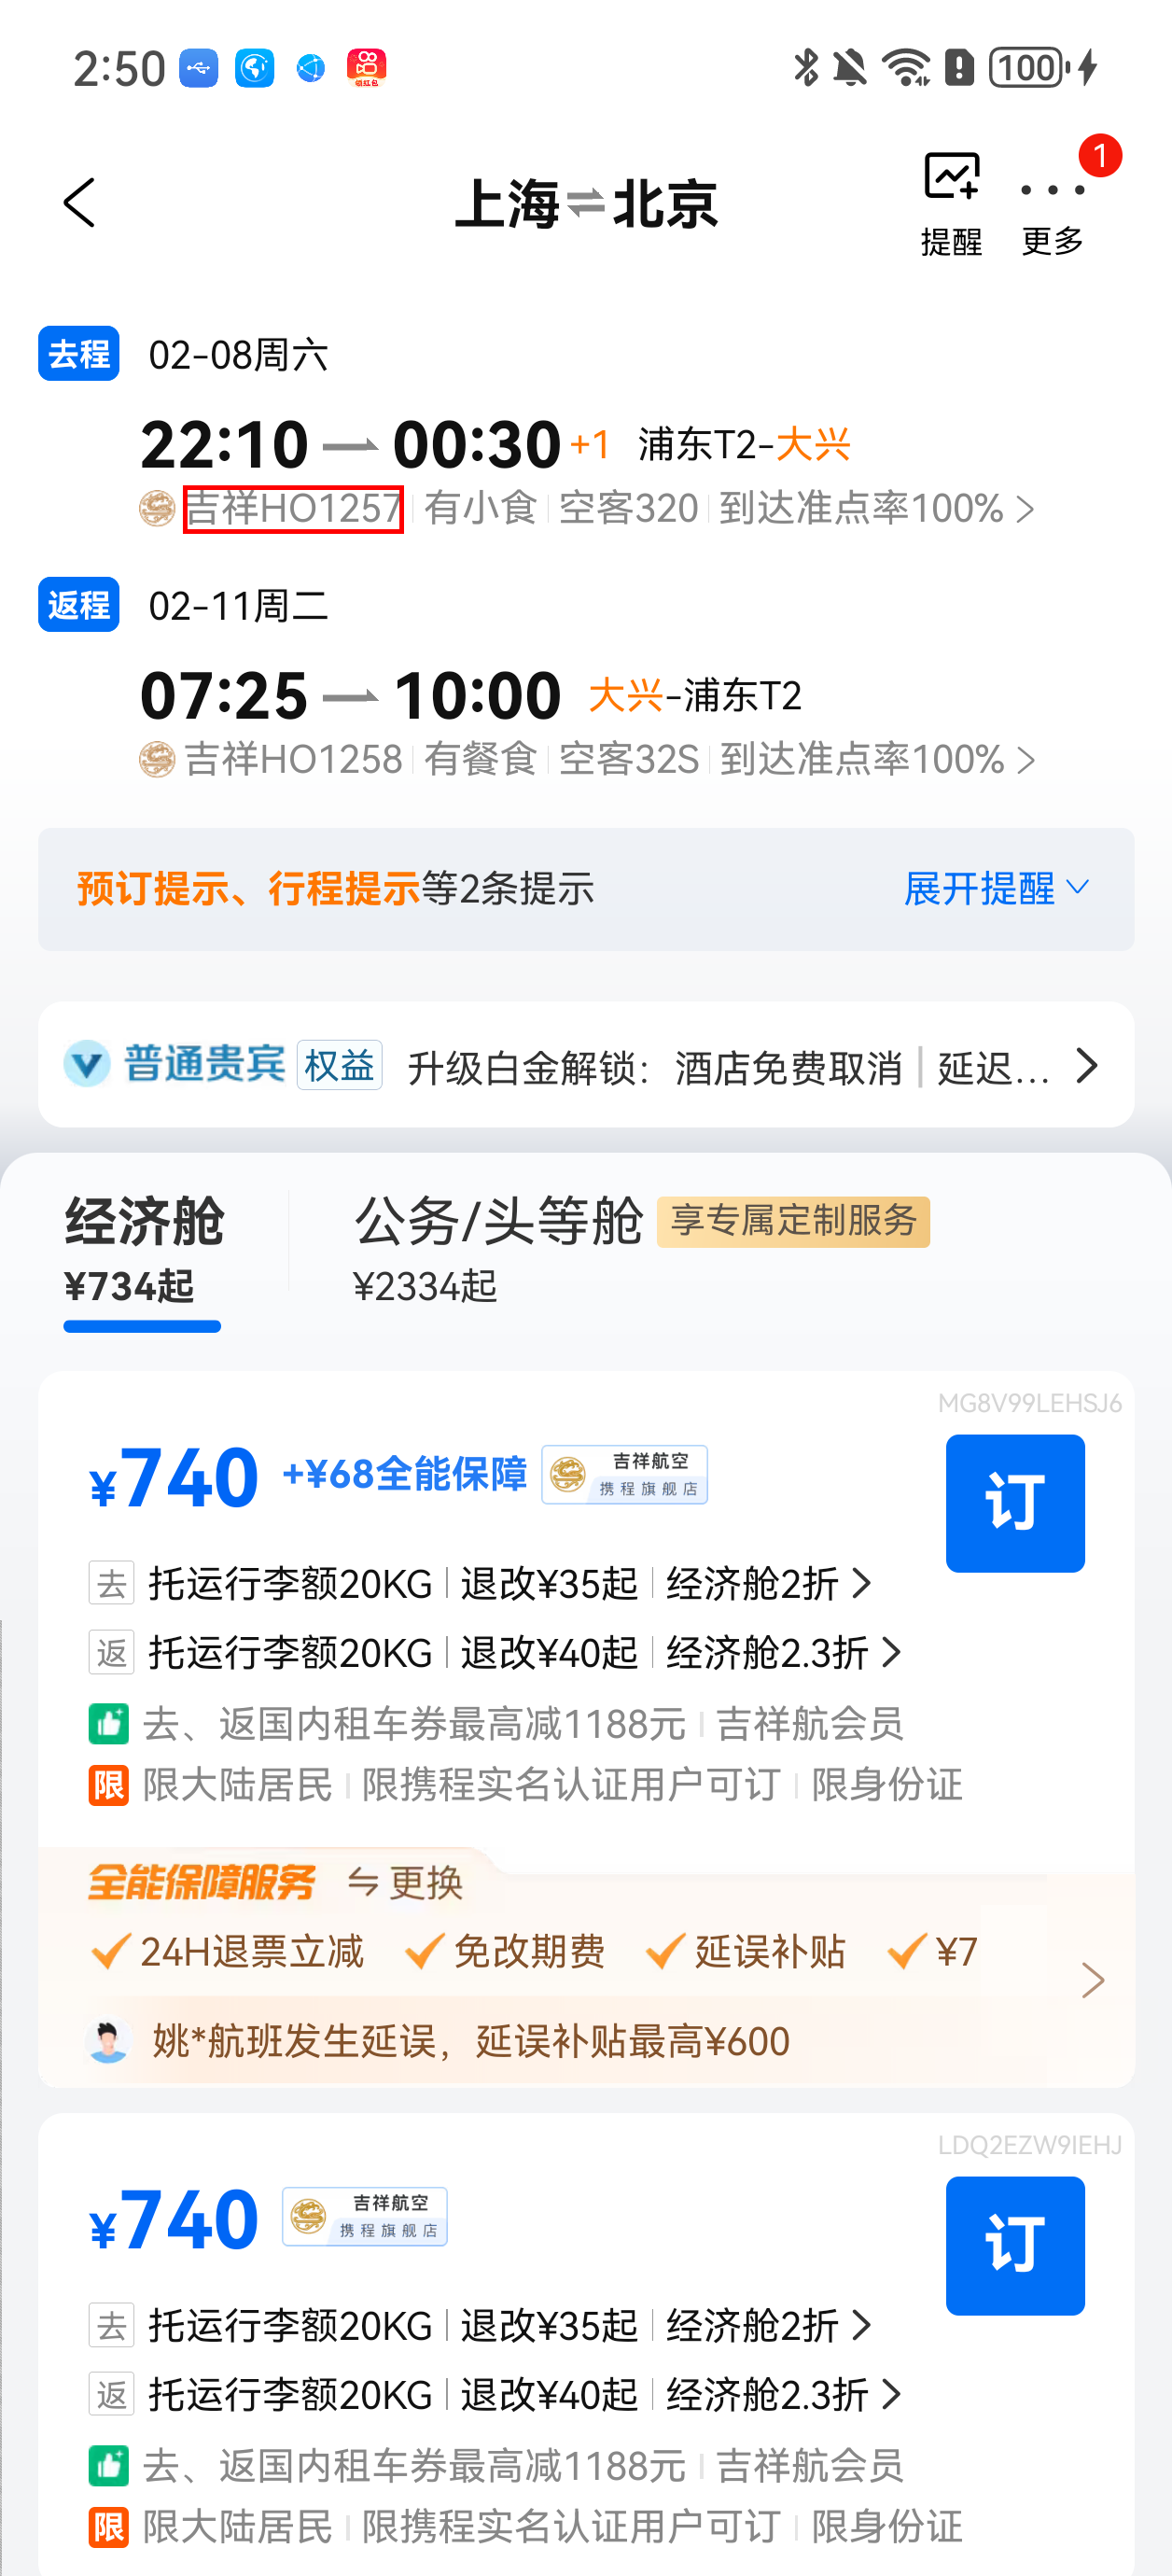 2:50 领红包 100
上海⇌北京 提醒 更多 1
去程 02-08周六
22:10 00:30 +1 浦东T2-大兴
吉祥HO1257 有小食 空客320 到达准点率100%
返程 02-11周二
07:25 10:00 大兴-浦东T2
吉祥HO1258 有餐食 空客32S 到达准点率100%
预订提示、行程提示等2条提示 展开提醒
普通贵宾 权益 升级白金解锁：酒店免费取消 | 延迟...
经济舱 公务/头等舱 享专属定制服务
¥734起 ¥2334起
MG8V99LEHSJ6
¥740 +¥68全能保障 吉祥航空 携程旗舰店 订
去 托运行李额20KG 退改¥35起 经济舱2折
返 托运行李额20KG 退改¥40起 经济舱2.3折
去、返国内租车券最高减1188元 吉祥航会员
限 限大陆居民 限携程实名认证用户可订 限身份证
全能保障服务 更换
24H退票立减 免改期费 延误补贴 ¥7
姚*航班发生延误，延误补贴最高¥600
LDQ2EZW9IEHJ
¥740 吉祥航空 携程旗舰店 订
去 托运行李额20KG 退改¥35起 经济舱2折
返 托运行李额20KG 退改¥40起 经济舱2.3折
去、返国内租车券最高减1188元 吉祥航会员
限 限大陆居民 限携程实名认证用户可订 限身份证